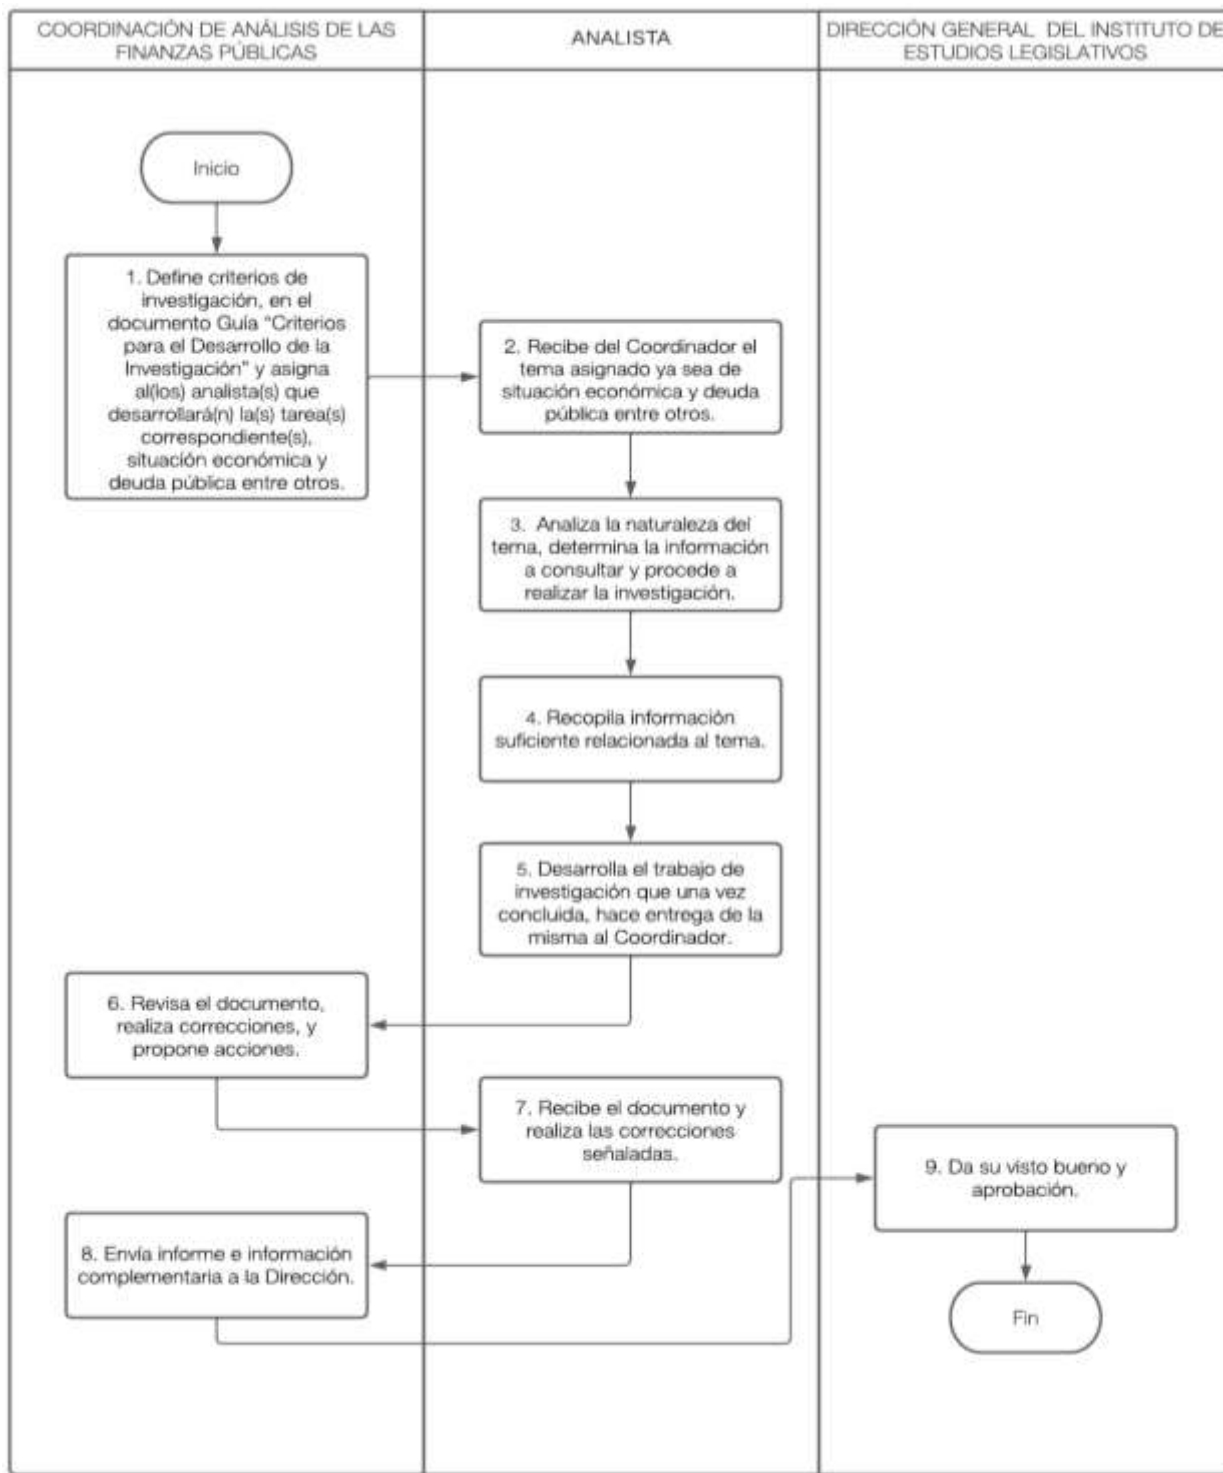 COORDINACIÓN DE ANÁLISIS DE LAS
FINANZAS PÚBLICAS
ANALISTA
DIRECCIÓN GENERAL DEL INSTITUTO DE
ESTUDIOS LEGISLATIVOS
Inicio
1. Define criterios de
investigación, en el
documento Guía "Criterios
para el Desarrollo de la
Investigación" y asigna
al(los) analista(s) que
desarrollará(n) la(s) tarea(s)
correspondiente(s),
situación económica y
deuda pública entre otros.
2. Recibe del Coordinador el
tema asignado ya sea de
situación económica y deuda
pública entre otros.
3. Analiza la naturaleza del
tema, determina la información
a consultar y procede a
realizar la investigación.
4. Recopila información
suficiente relacionada al tema.
5. Desarrolla el trabajo de
investigación que una vez
concluida, hace entrega de la
misma al Coordinador.
6. Revisa el documento,
realiza correcciones, y
propone acciones.
7. Recibe el documento y
realiza las correcciones
señaladas.
8. Envía informe e información
complementaria a la Dirección.
9. Da su visto bueno y
aprobación.
Fin